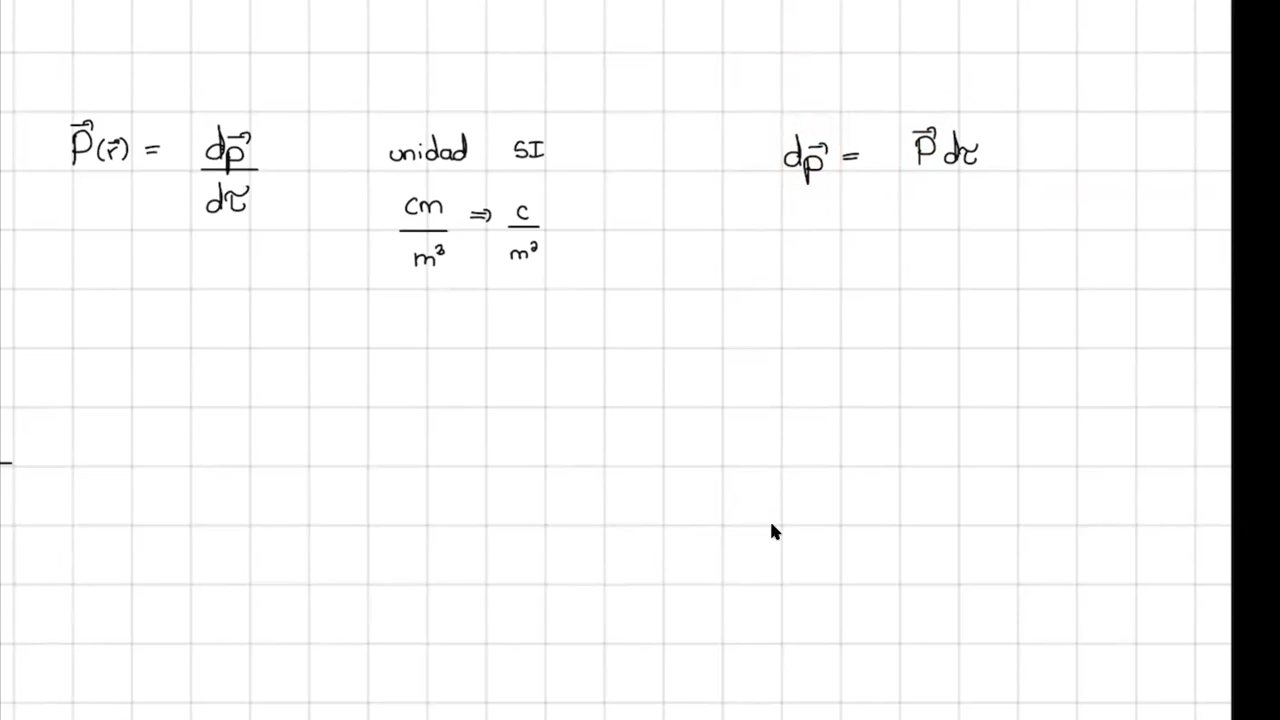 P⃗(r⃗) = dp⃗/dτ
unidad SI
cm/m³ ⇒ c/m²
dp⃗ = P⃗ dτ